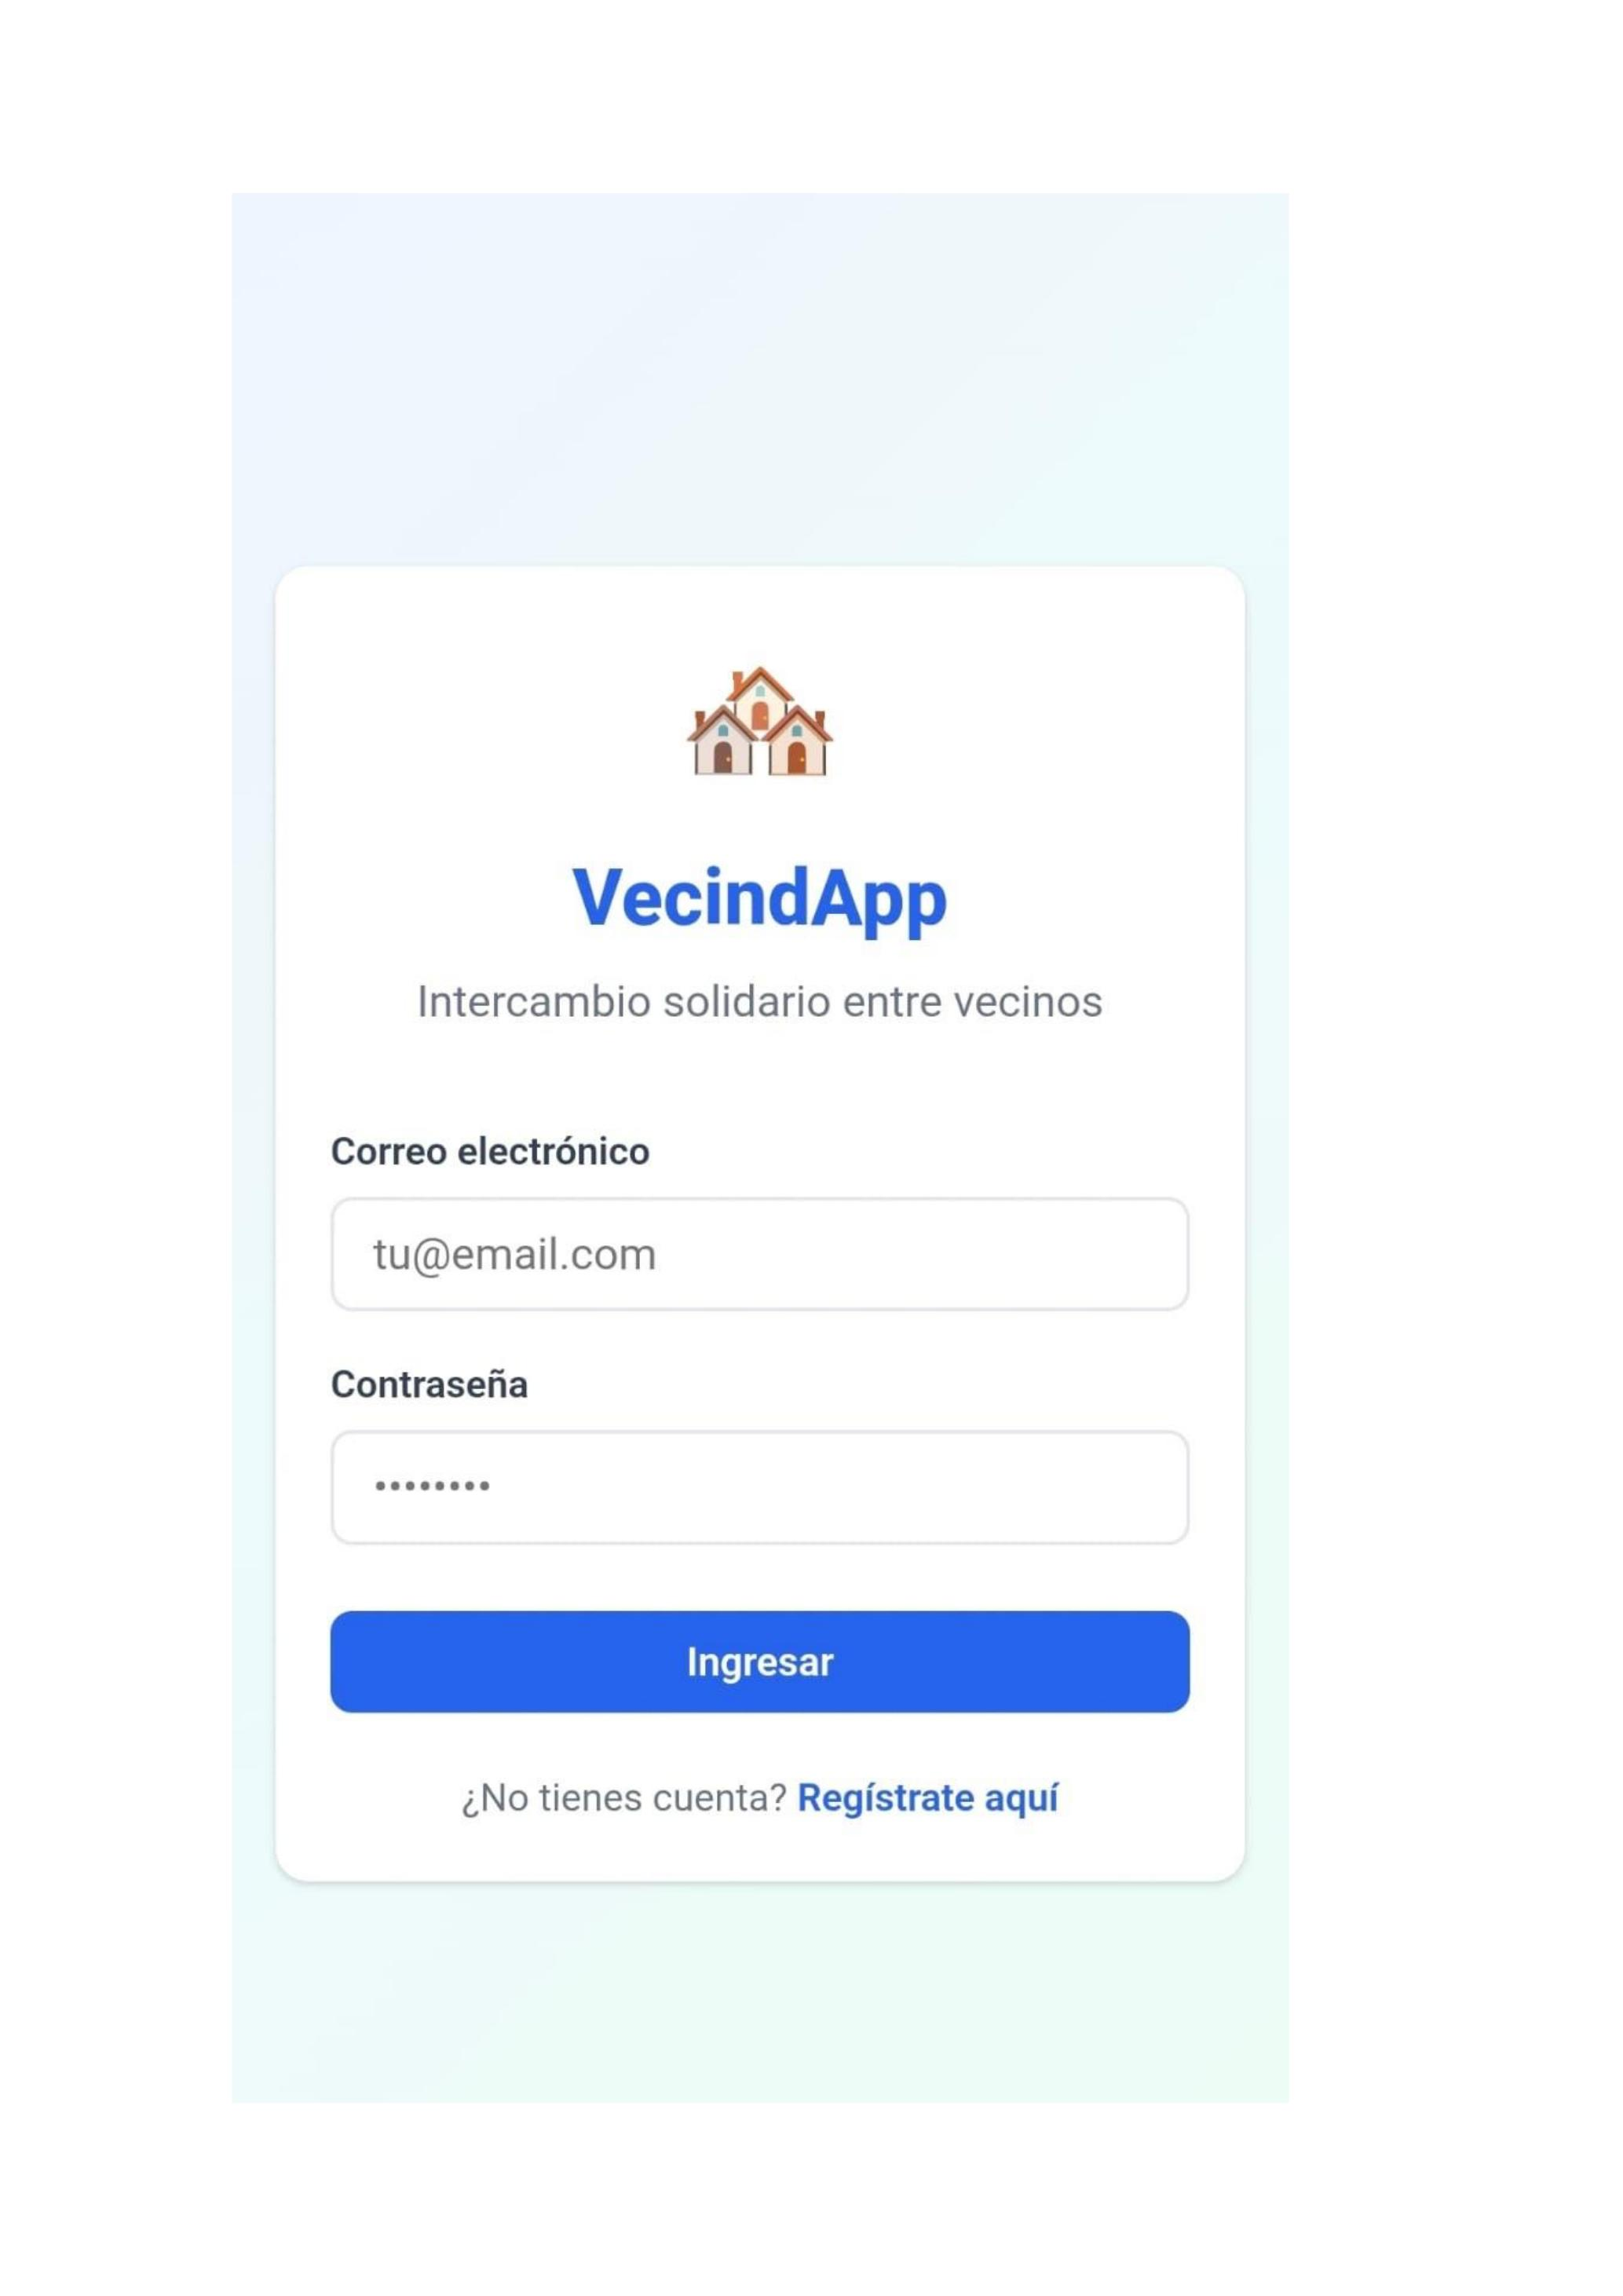 VecindApp
Intercambio solidario entre vecinos
Correo electrónico
tu@email.com
Contraseña
••••••••
Ingresar
¿No tienes cuenta? Regístrate aquí